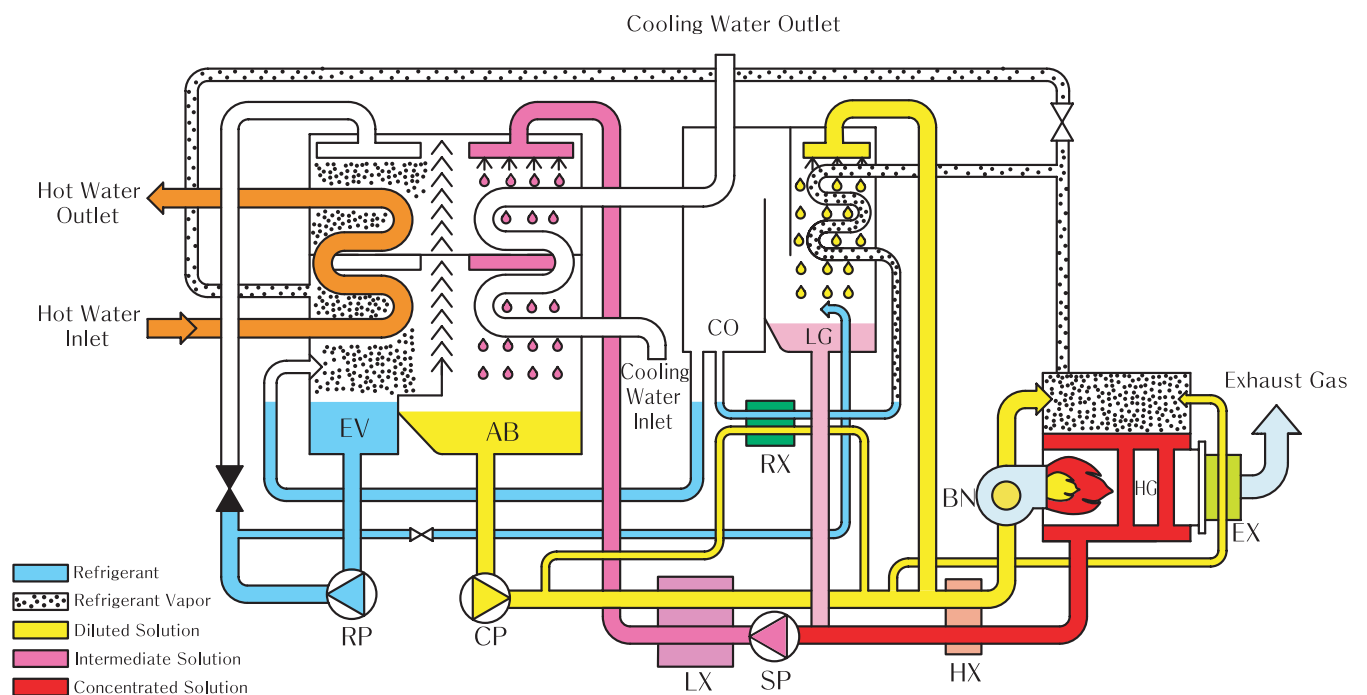 Cooling Water Outlet
Hot Water
Outlet
Hot Water
Inlet
CO
LG
Cooling
Water
Inlet
Exhaust Gas
EV
AB
RX
BN
HG
EX
Refrigerant
Refrigerant Vapor
Diluted Solution
Intermediate Solution
Concentrated Solution
RP
CP
LX
SP
HX